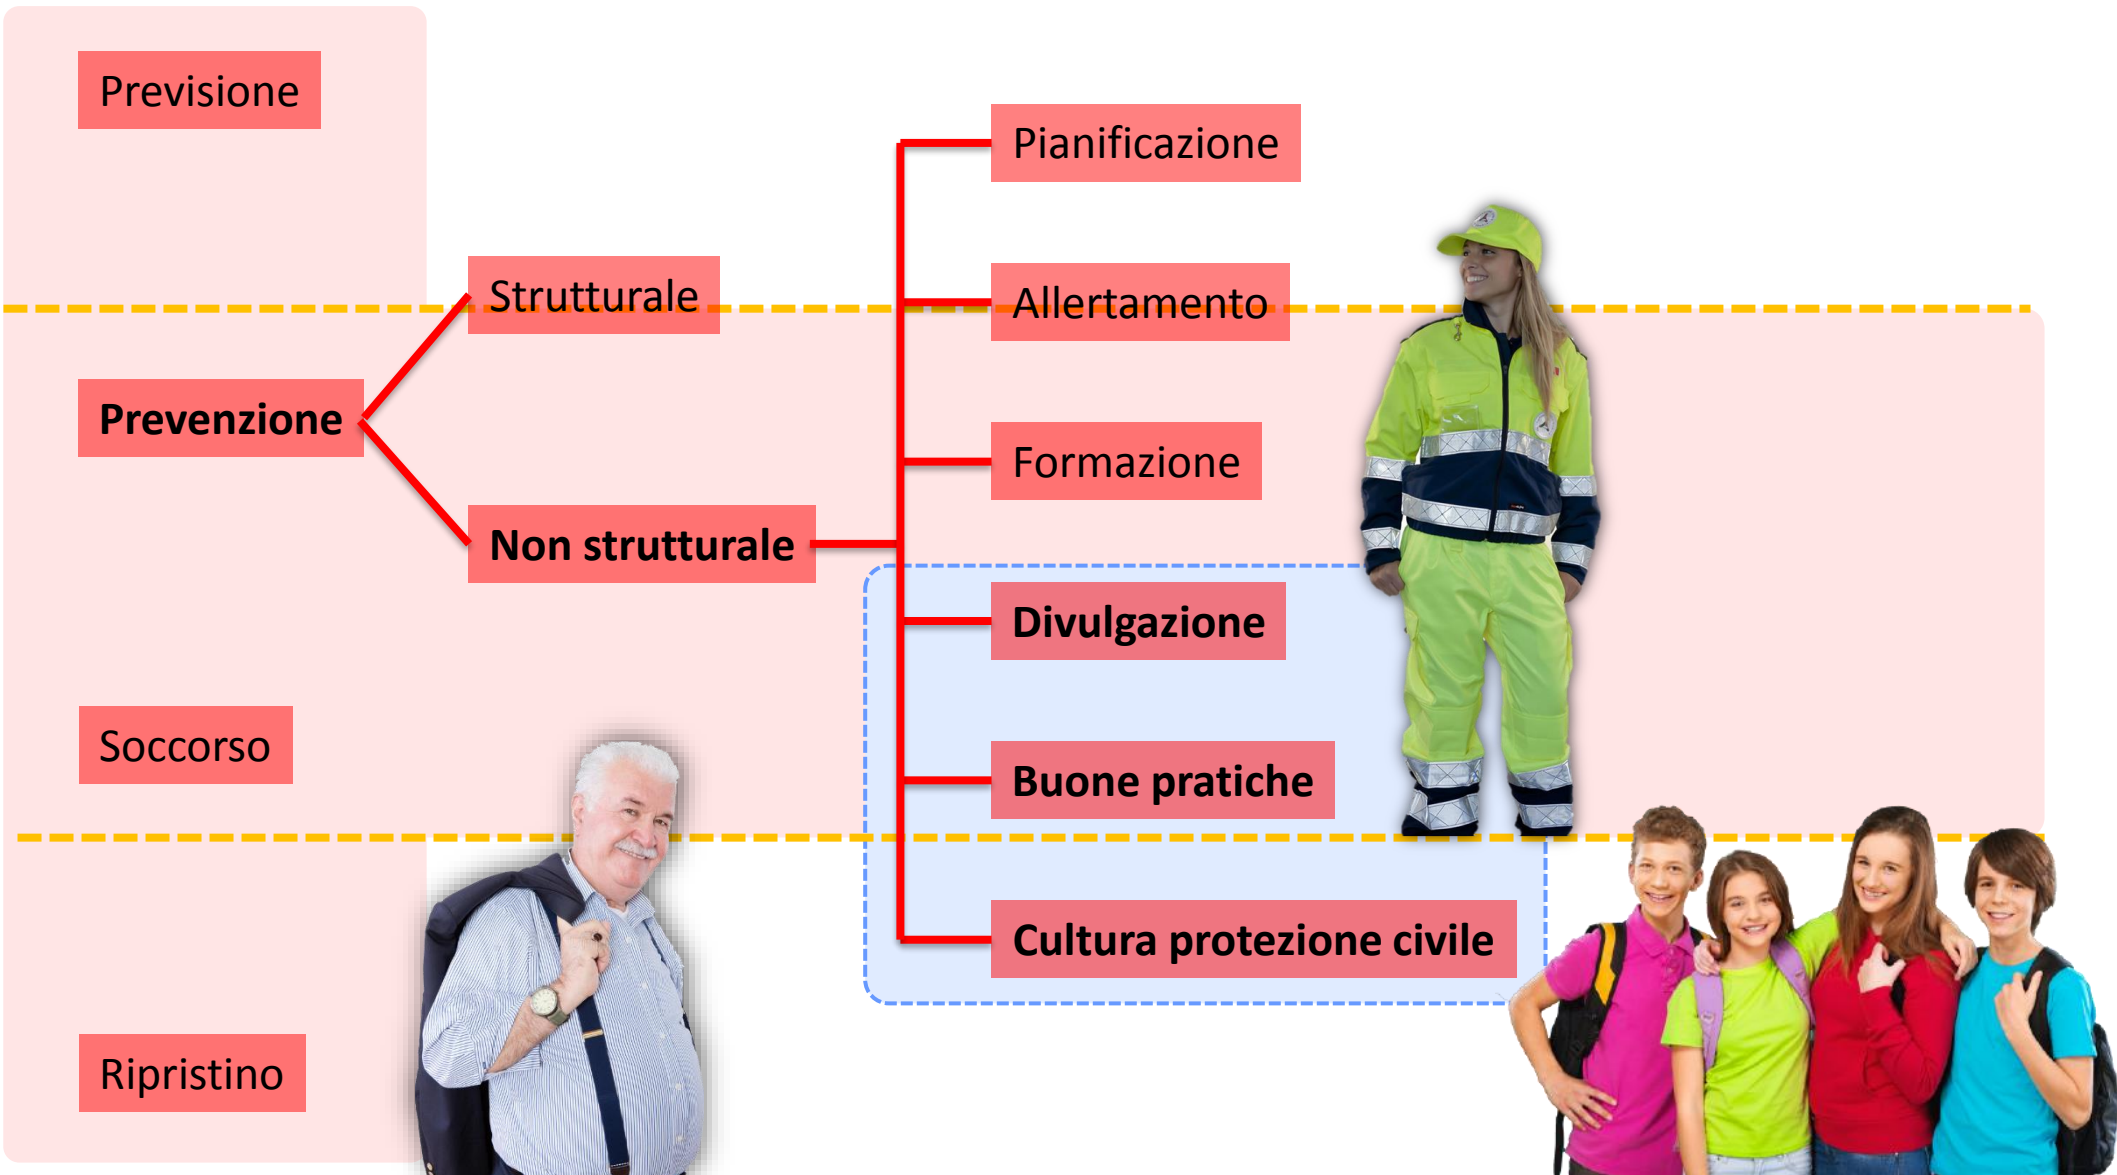 Previsione
Prevenzione
Soccorso
Ripristino
Strutturale
Non strutturale
Pianificazione
Allertamento
Formazione
Divulgazione
Buone pratiche
Cultura protezione civile